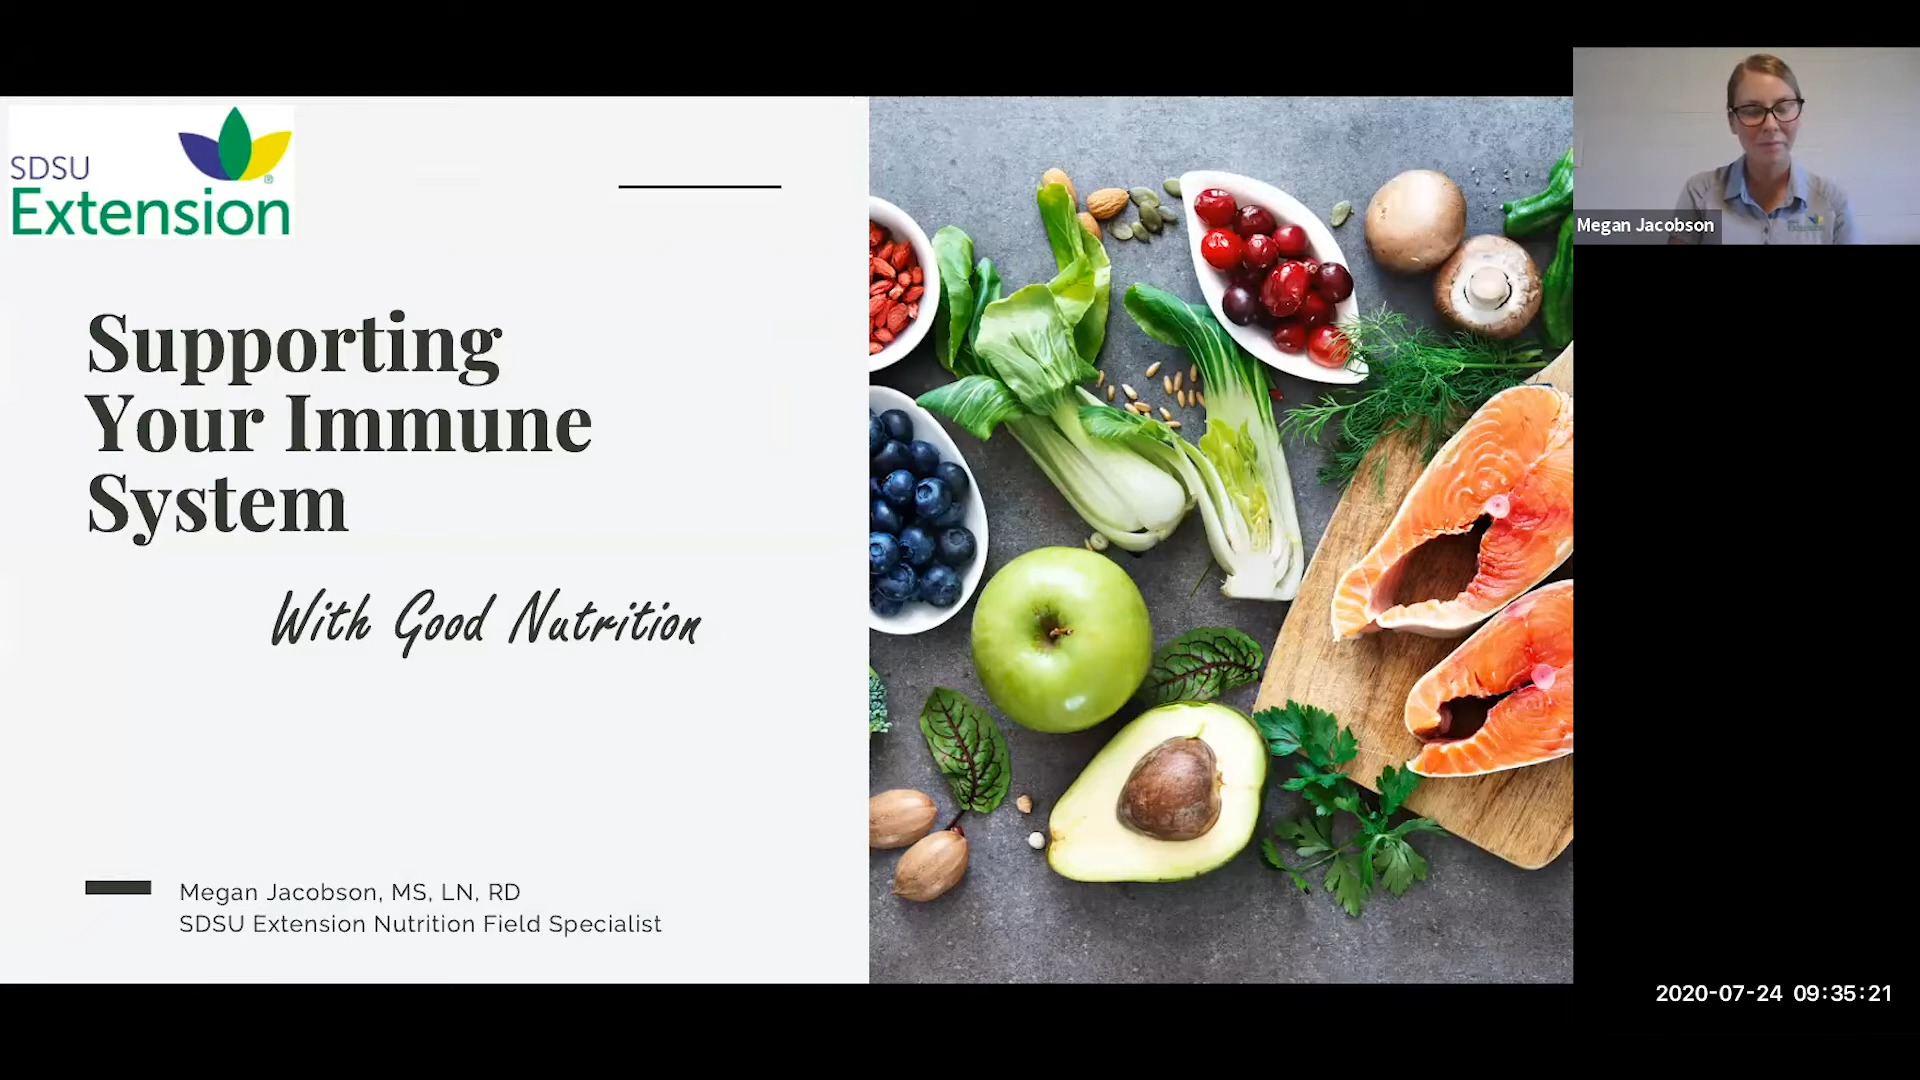 SDSU
Extension
Supporting
Your Immune
System
With Good Nutrition
Megan Jacobson, MS, LN, RD
SDSU Extension Nutrition Field Specialist
Megan Jacobson
2020-07-24 09:35:21